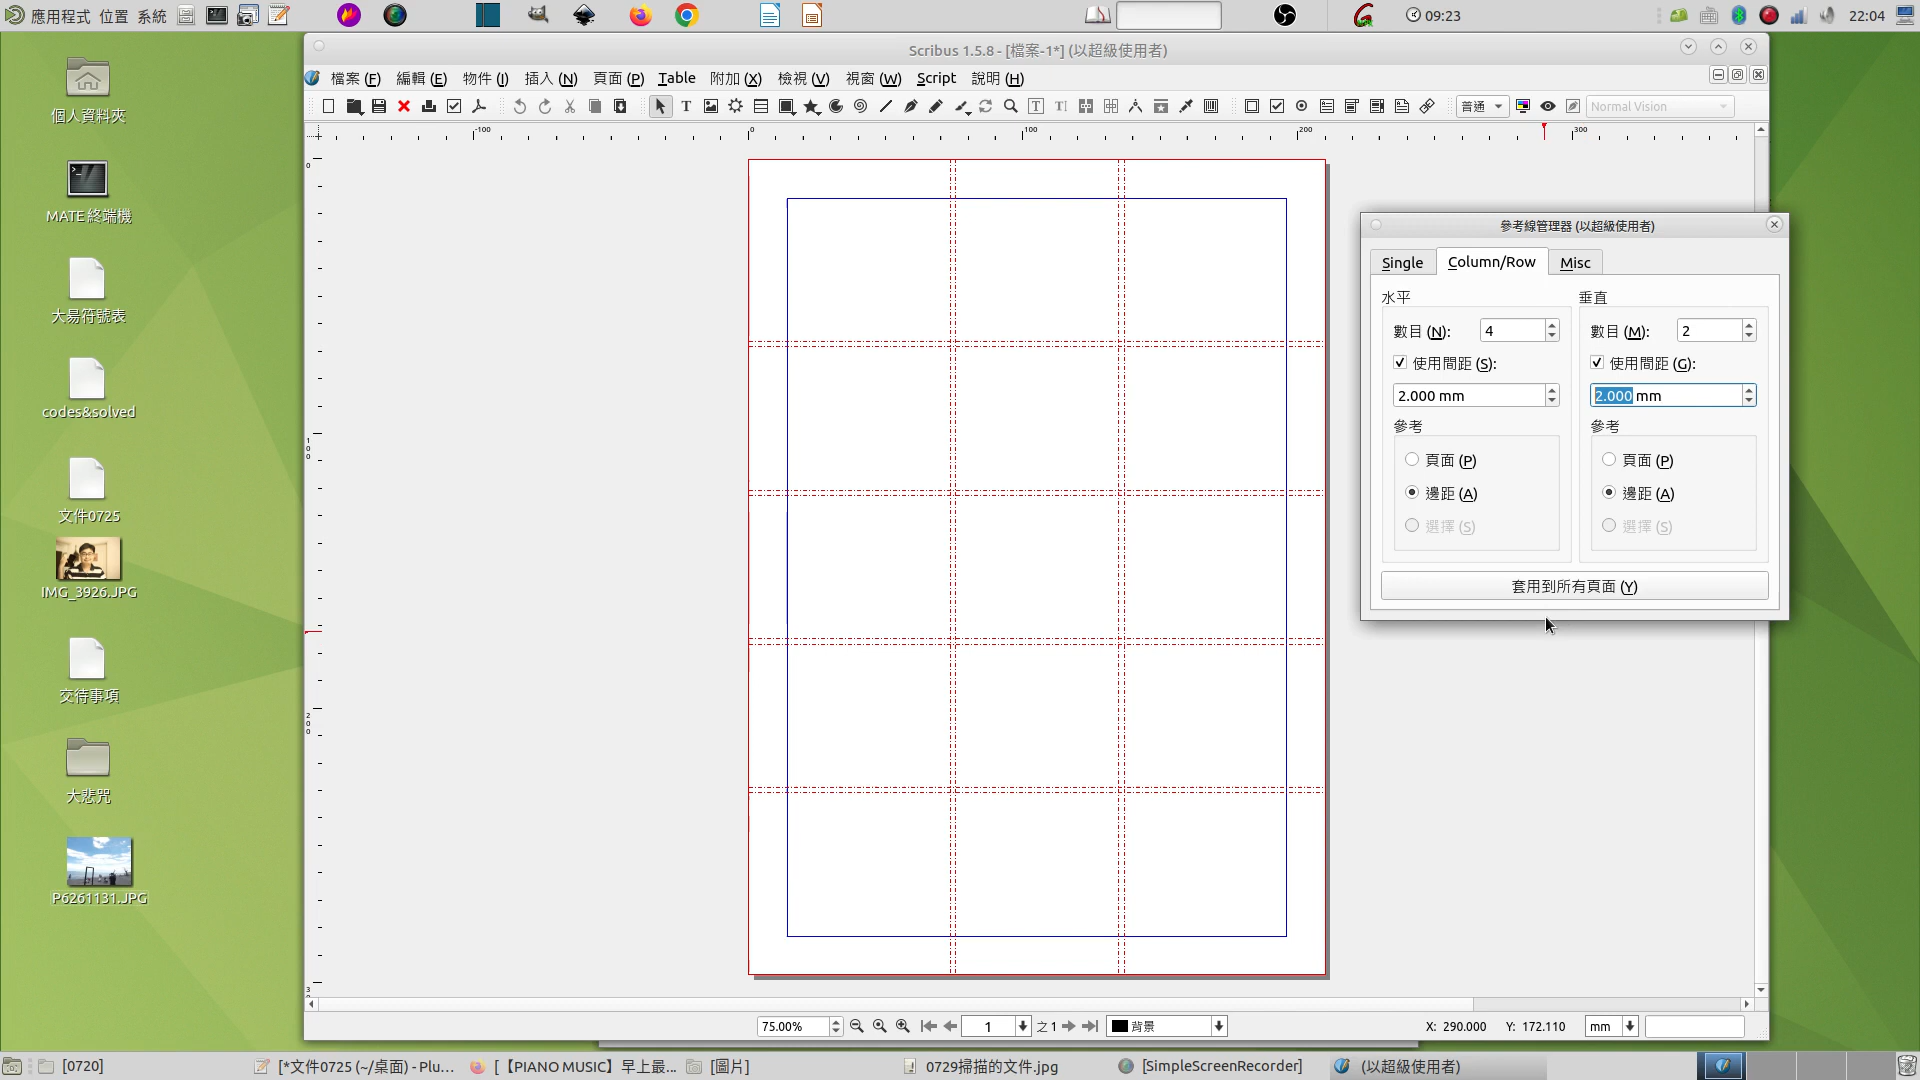 應用程式 位置 系統
09:23
22:04
Scribus 1.5.8 - [檔案-1*] (以超級使用者)
檔案 (F) 編輯 (E) 物件 (I) 插入 (N) 頁面 (P) Table 附加 (X) 檢視 (V) 視窗 (W) Script 說明 (H)
普通
Normal Vision
-100 0 100 200 300
0
100
200
3
個人資料夾
MATE 終端機
大易符號表
codes&solved
文件0725
IMG_3926.JPG
交待事項
大悲咒
P6261131.JPG
參考線管理器 (以超級使用者)
Single Column/Row Misc
水平 垂直
數目 (N): 4 數目 (M): 2
使用間距 (S): 使用間距 (G):
2.000 mm 2.000 mm
參考 參考
頁面 (P) 頁面 (P)
邊距 (A) 邊距 (A)
選擇 (S) 選擇 (S)
套用到所有頁面 (Y)
75.00% 1 之 1 背景 X: 290.000 Y: 172.110 mm
[0720] [*文件0725 (~/桌面) - Plu... [【PIANO MUSIC】早上最... [圖片] 0729掃描的文件.jpg [SimpleScreenRecorder] (以超級使用者)